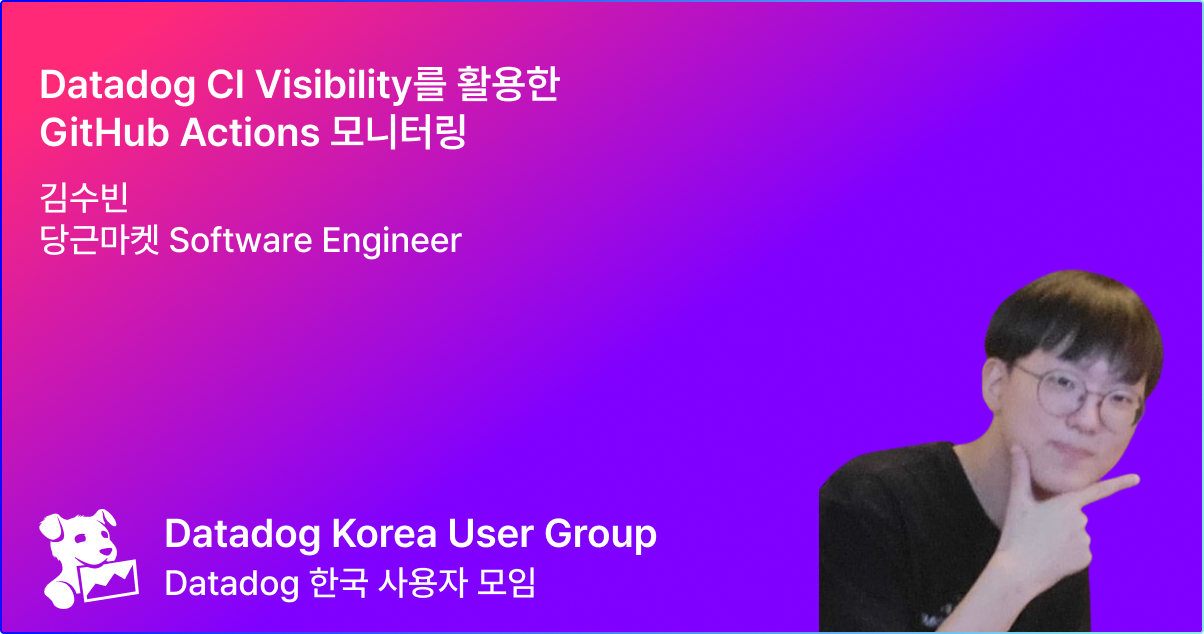 Datadog CI Visibility를 활용한
GitHub Actions 모니터링
김수빈
당근마켓 Software Engineer
Datadog Korea User Group
Datadog 한국 사용자 모임